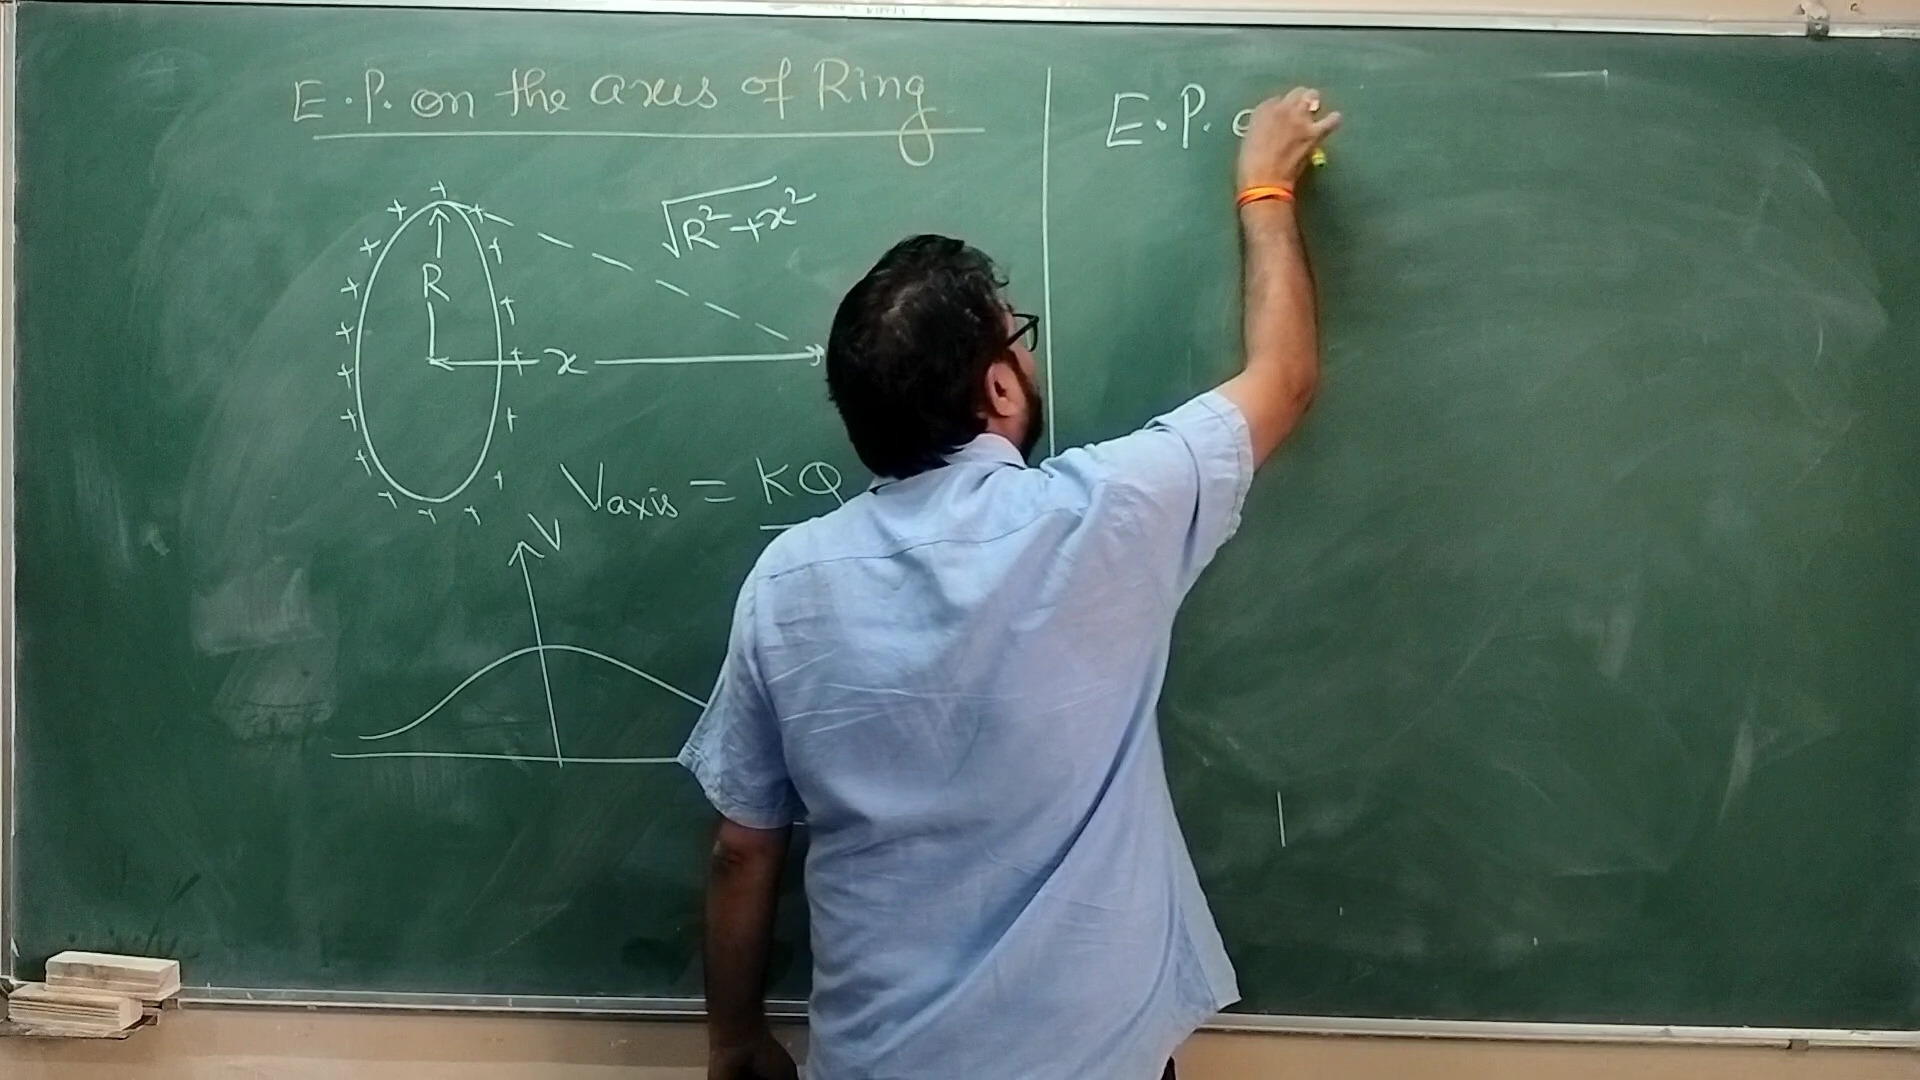 E.P. on the axis of Ring
+ + + + + + + + + + + + + + + + + + +
R
√R²+x²
x
Vaxis = KQ
V
E.P. o